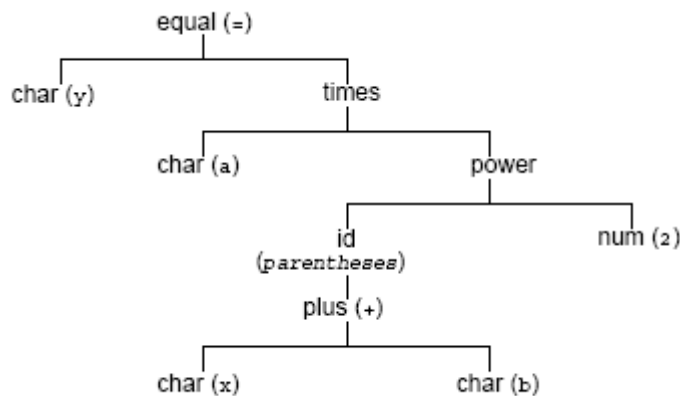 equal (=)
char (y)
times
char (a)
power
id
(parentheses)
num (2)
plus (+)
char (x)
char (b)